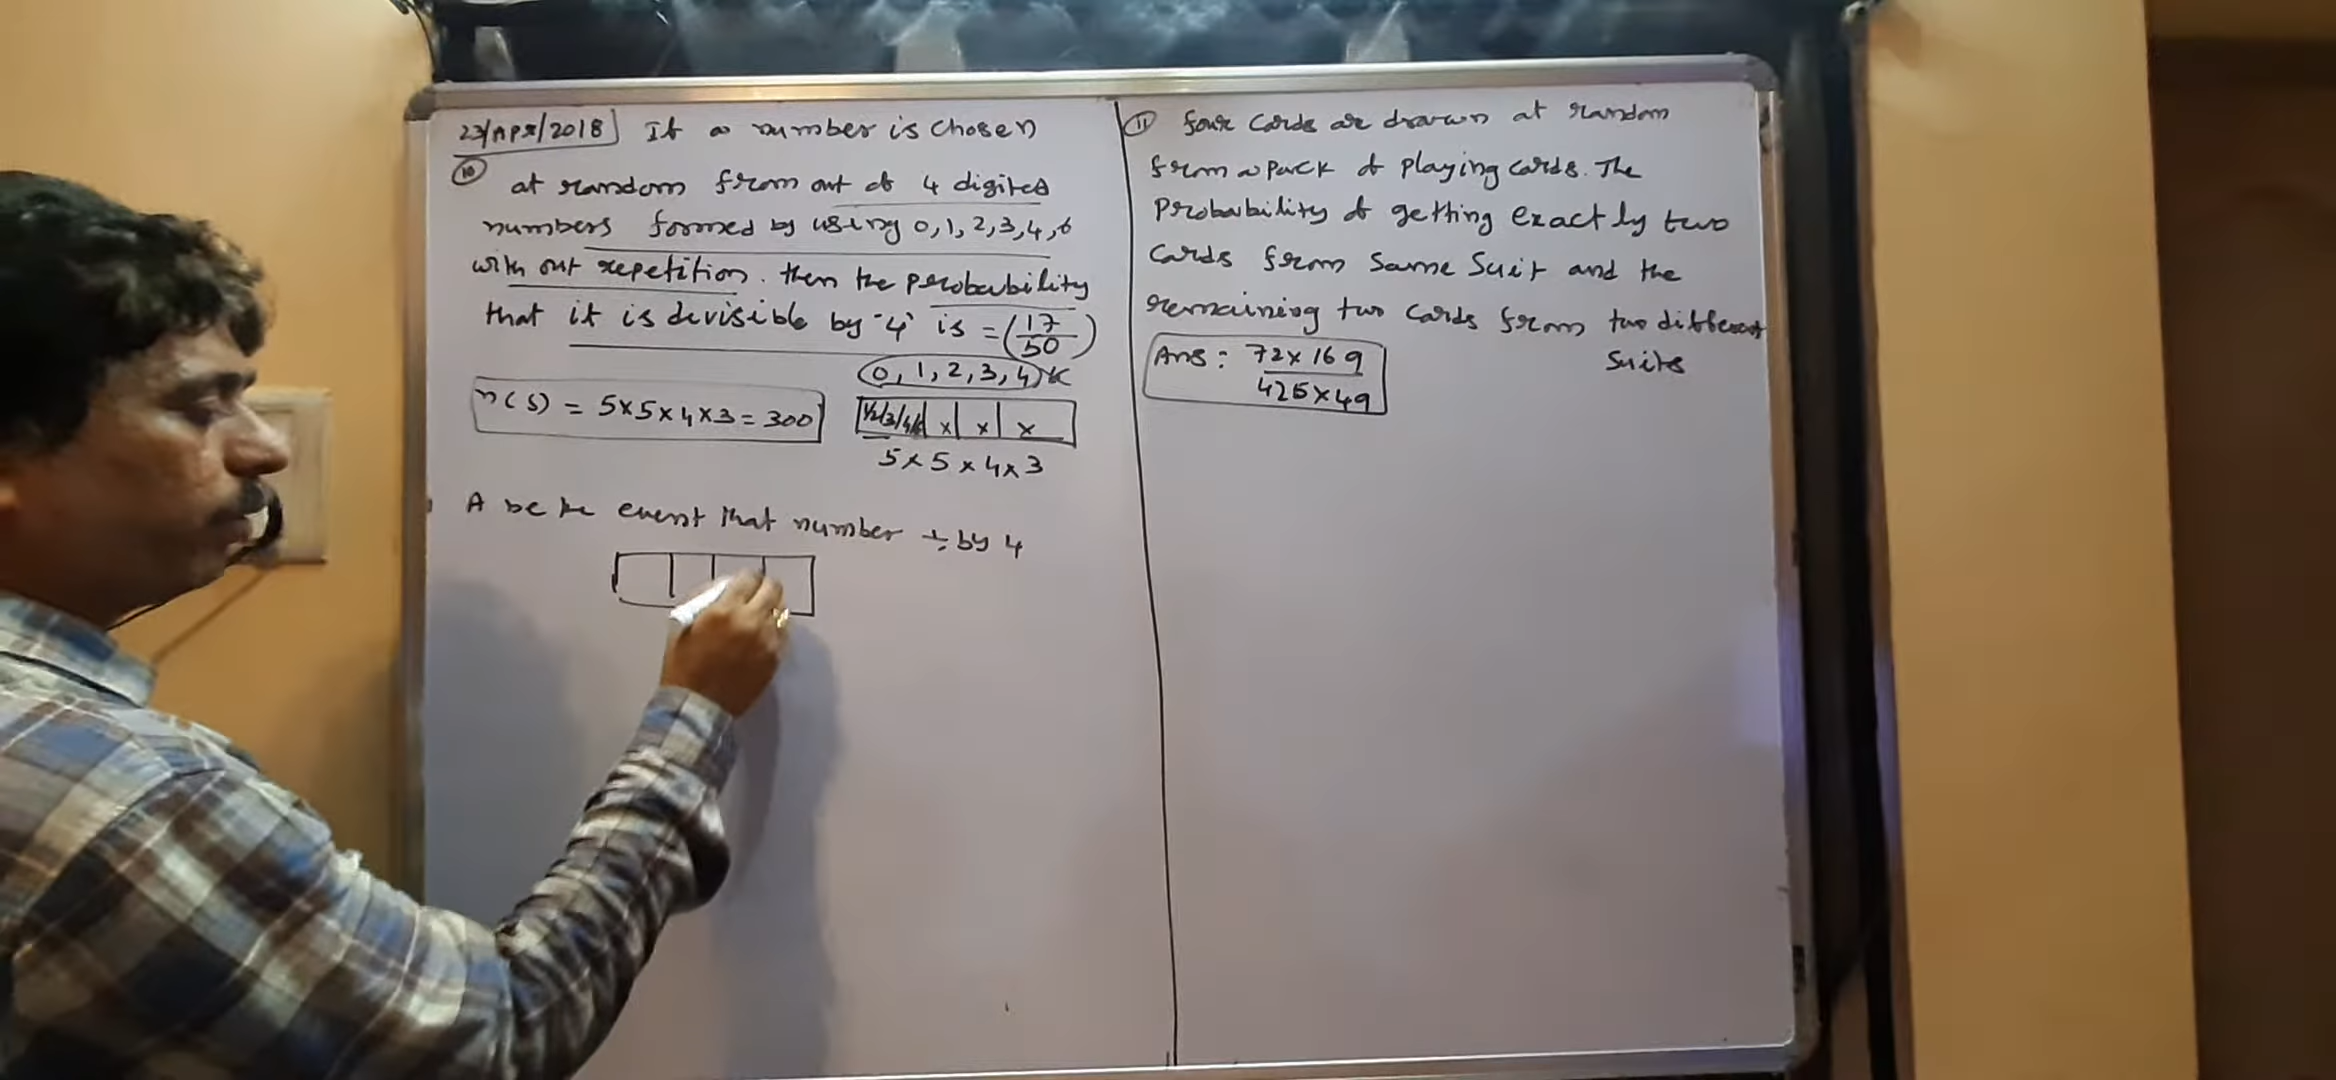 23/Apr/2018] If a number is chosen
10 at random from out of 4 digited
numbers formed by using 0,1,2,3,4,6
with out repetition. then the probability
that it is divisible by '4' is = (17/50)
0, 1, 2, 3, 4,
n(S) = 5×5×4×3=300
1/2/3/4/ × × ×
5×5×4×3
A be the event that number ÷ by 4
11 four cards are drawn at random
from a pack of playing cards. The
Probability of getting exactly two
cards from same suit and the
remaining two cards from two different
suits
Ans: 72×169
425×49